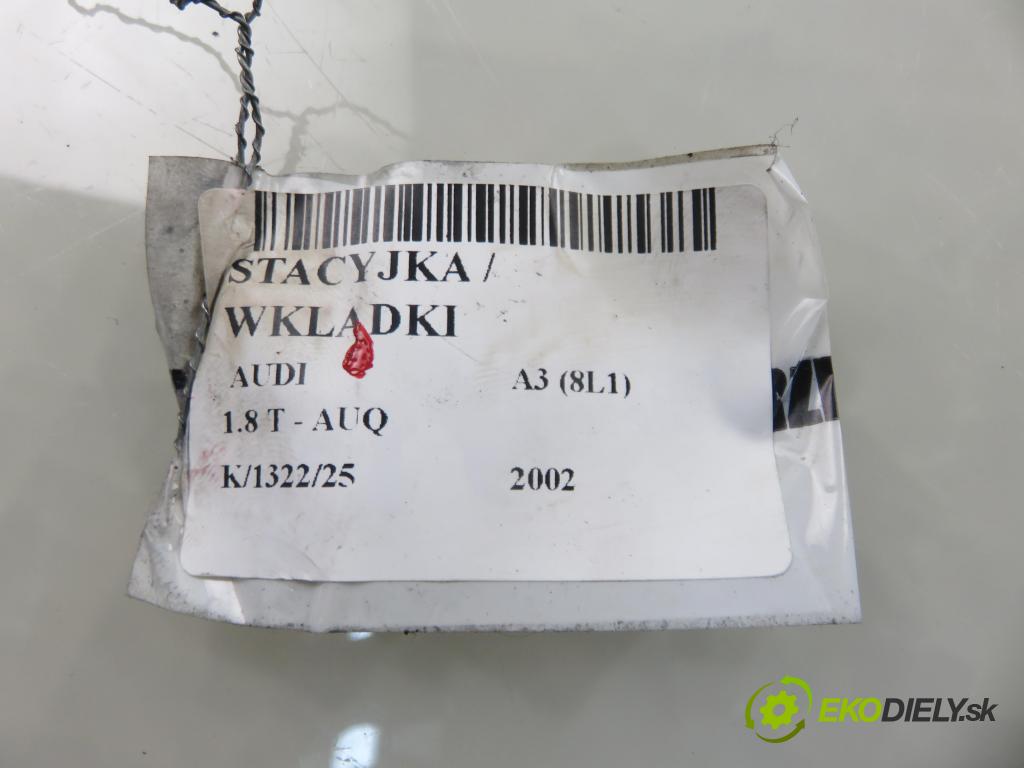 STACYJKA /
WKLADKI
AUDI A3 (8L1)
1.8 T - AUQ
K/1322/25 2002
EKODIELY.sk